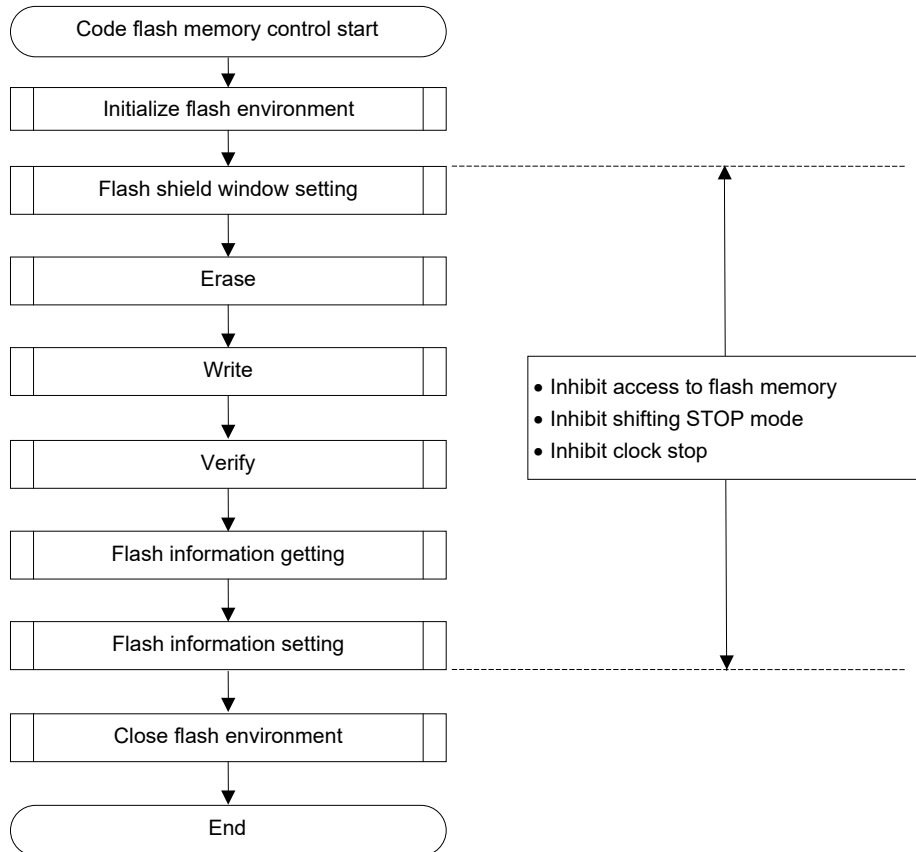 Code flash memory control start
Initialize flash environment
Flash shield window setting
Erase
Write
Verify
Flash information getting
Flash information setting
Close flash environment
End
• Inhibit access to flash memory
• Inhibit shifting STOP mode
• Inhibit clock stop